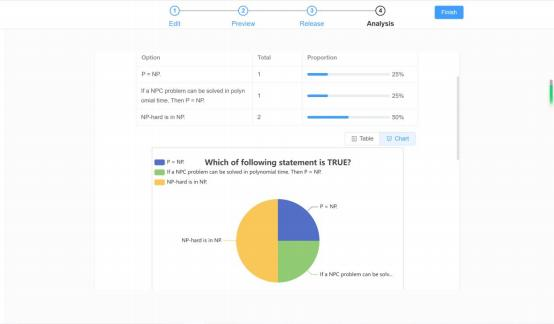 1 2 3 4
Edit Preview Release Analysis
Finish
Option Total Proportion
P = NP. 1 25%
If a NPC problem can be solved in polyn
omial time. Then P = NP. 1 25%
NP-hard is in NP. 2 50%
Table Chart
Which of following statement is TRUE?
P = NP.
If a NPC problem can be solved in polynomial time. Then P = NP.
NP-hard is in NP.
P = NP.
NP-hard is in NP.
If a NPC problem can be solv...